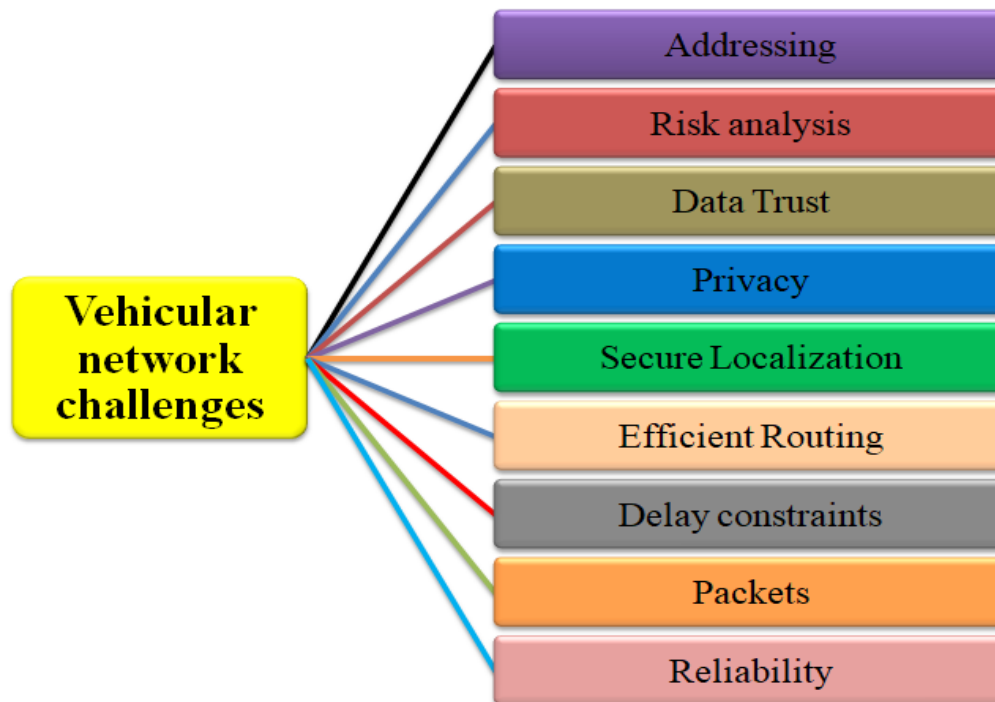 Vehicular
network
challenges
Addressing
Risk analysis
Data Trust
Privacy
Secure Localization
Efficient Routing
Delay constraints
Packets
Reliability